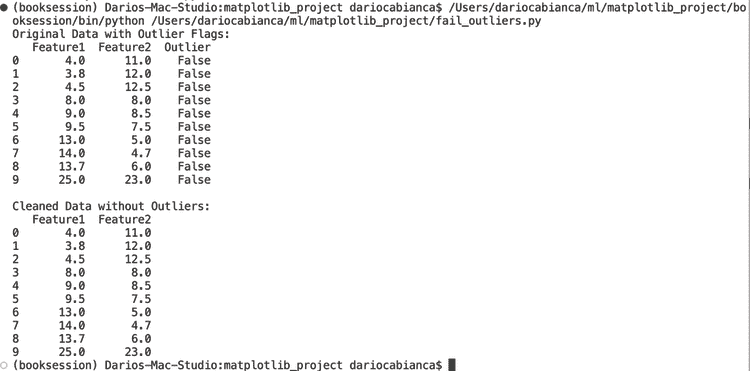 (booksession) Darios-Mac-Studio:matplotlib_project dariocabianca$ /Users/dariocabianca/ml/matplotlib_project/bo
oksession/bin/python /Users/dariocabianca/ml/matplotlib_project/fail_outliers.py
Original Data with Outlier Flags:
   Feature1  Feature2  Outlier
0       4.0      11.0    False
1       3.8      12.0    False
2       4.5      12.5    False
3       8.0       8.0    False
4       9.0       8.5    False
5       9.5       7.5    False
6      13.0       5.0    False
7      14.0       4.7    False
8      13.7       6.0    False
9      25.0      23.0    False

Cleaned Data without Outliers:
   Feature1  Feature2
0       4.0      11.0
1       3.8      12.0
2       4.5      12.5
3       8.0       8.0
4       9.0       8.5
5       9.5       7.5
6      13.0       5.0
7      14.0       4.7
8      13.7       6.0
9      25.0      23.0
(booksession) Darios-Mac-Studio:matplotlib_project dariocabianca$